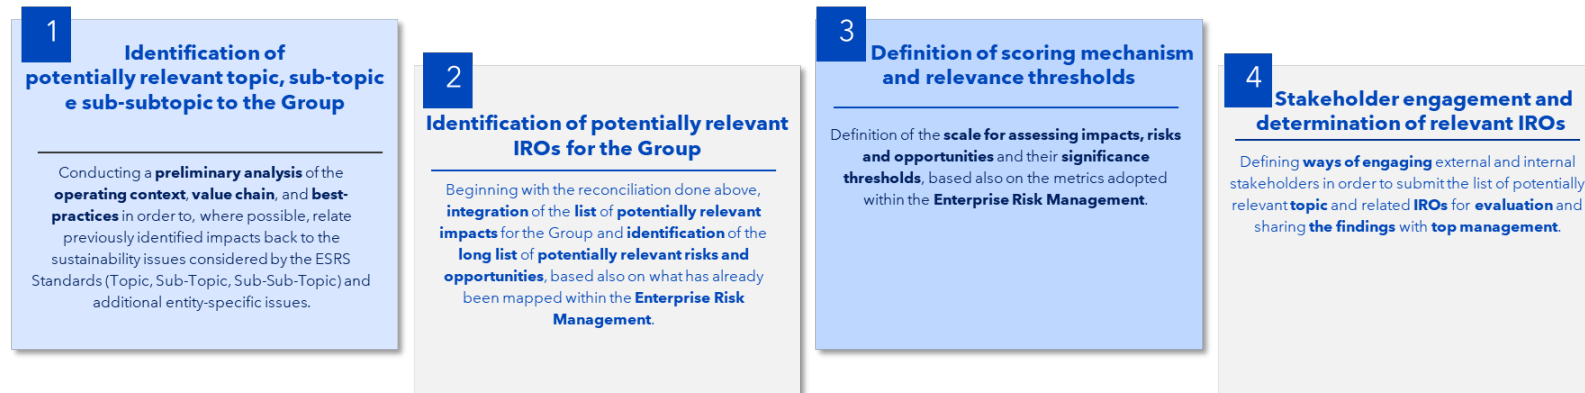 1
Identification of
potentially relevant topic, sub-topic
e sub-subtopic to the Group
Conducting a preliminary analysis of the
operating context, value chain, and best-
practices in order to, where possible, relate
previously identified impacts back to the
sustainability issues considered by the ESRS
Standards (Topic, Sub-Topic, Sub-Sub-Topic) and
additional entity-specific issues.
2
Identification of potentially relevant
IROs for the Group
Beginning with the reconciliation done above,
integration of the list of potentially relevant
impacts for the Group and identification of the
long list of potentially relevant risks and
opportunities, based also on what has already
been mapped within the Enterprise Risk
Management.
3
Definition of scoring mechanism
and relevance thresholds
Definition of the scale for assessing impacts, risks
and opportunities and their significance
thresholds, based also on the metrics adopted
within the Enterprise Risk Management.
4
Stakeholder engagement and
determination of relevant IROs
Defining ways of engaging external and internal
stakeholders in order to submit the list of potentially
relevant topic and related IROs for evaluation and
sharing the findings with top management.